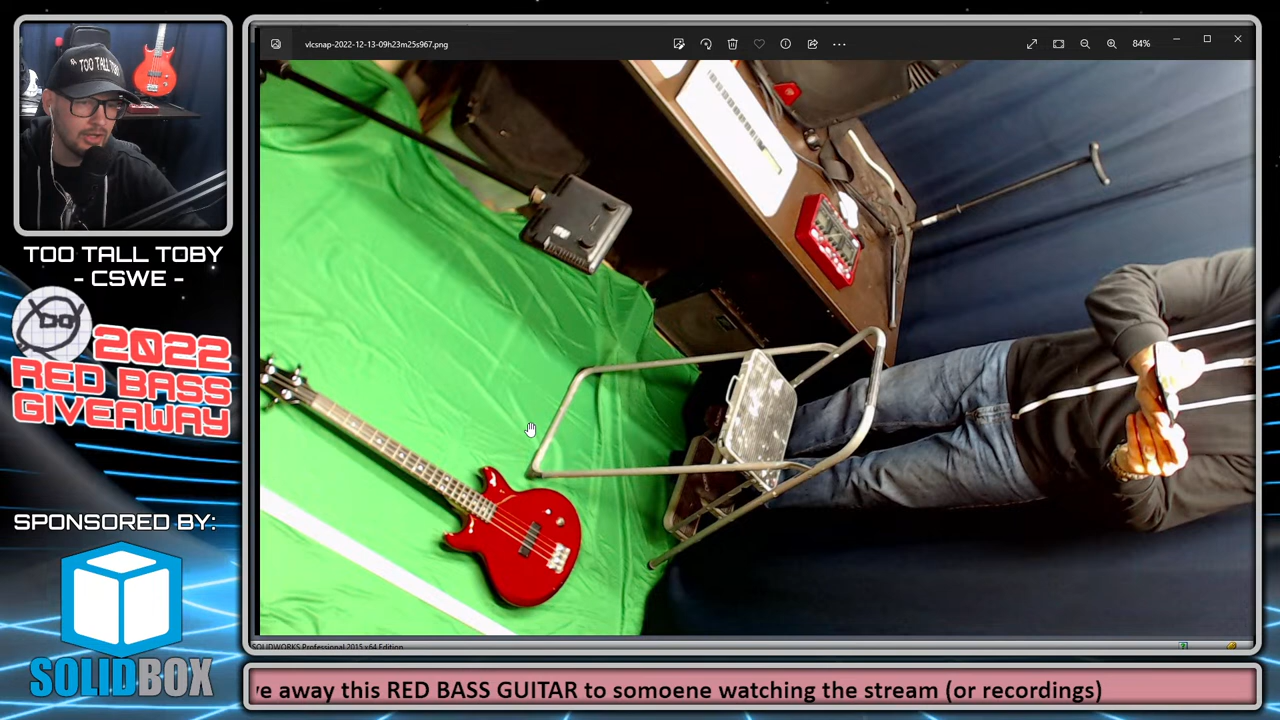 TOO TALL TOBY
vlcsnap-2022-12-13-09h23m25s967.png
84%
TOO TALL TOBY
- CSWE -
2022
RED BASS
GIVEAWAY
SPONSORED BY:
SOLIDBOX
SOLIDWORKS Professional 2015 x64 Edition
ve away this RED BASS GUITAR to somoene watching the stream (or recordings)